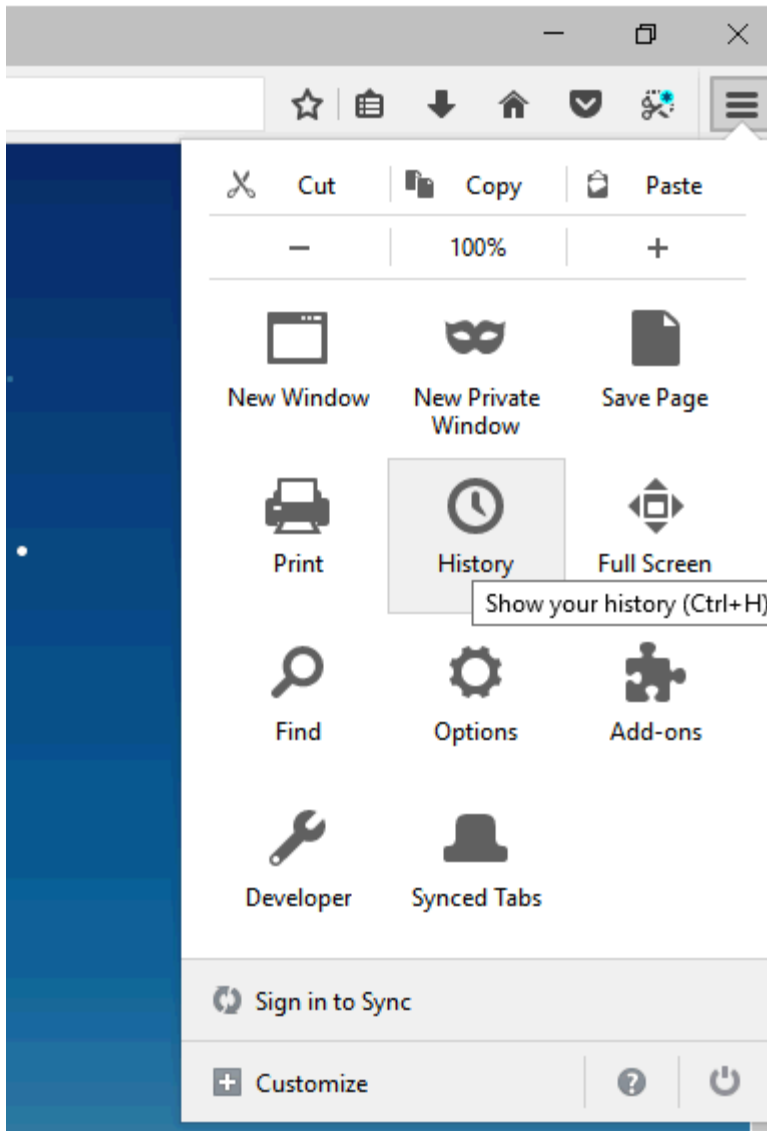 Cut Copy Paste
− 100% +
New Window New Private Save Page
Window
Print History Full Screen
Show your history (Ctrl+H)
Find Options Add-ons
Developer Synced Tabs
Sign in to Sync
Customize ?